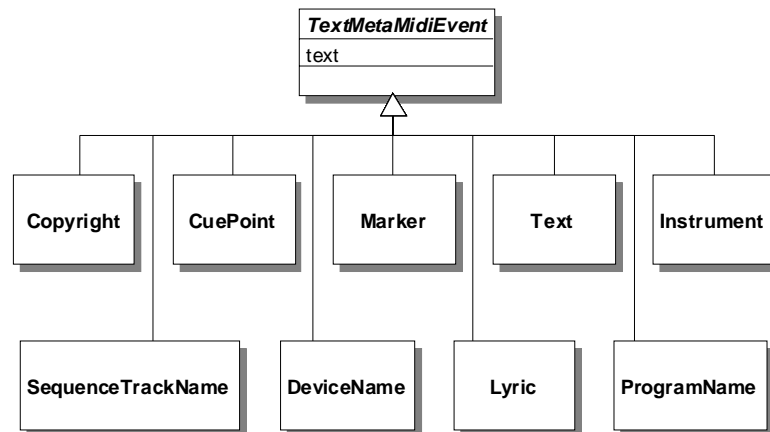 TextMetaMidiEvent
text
Copyright
CuePoint
Marker
Text
Instrument
SequenceTrackName
DeviceName
Lyric
ProgramName